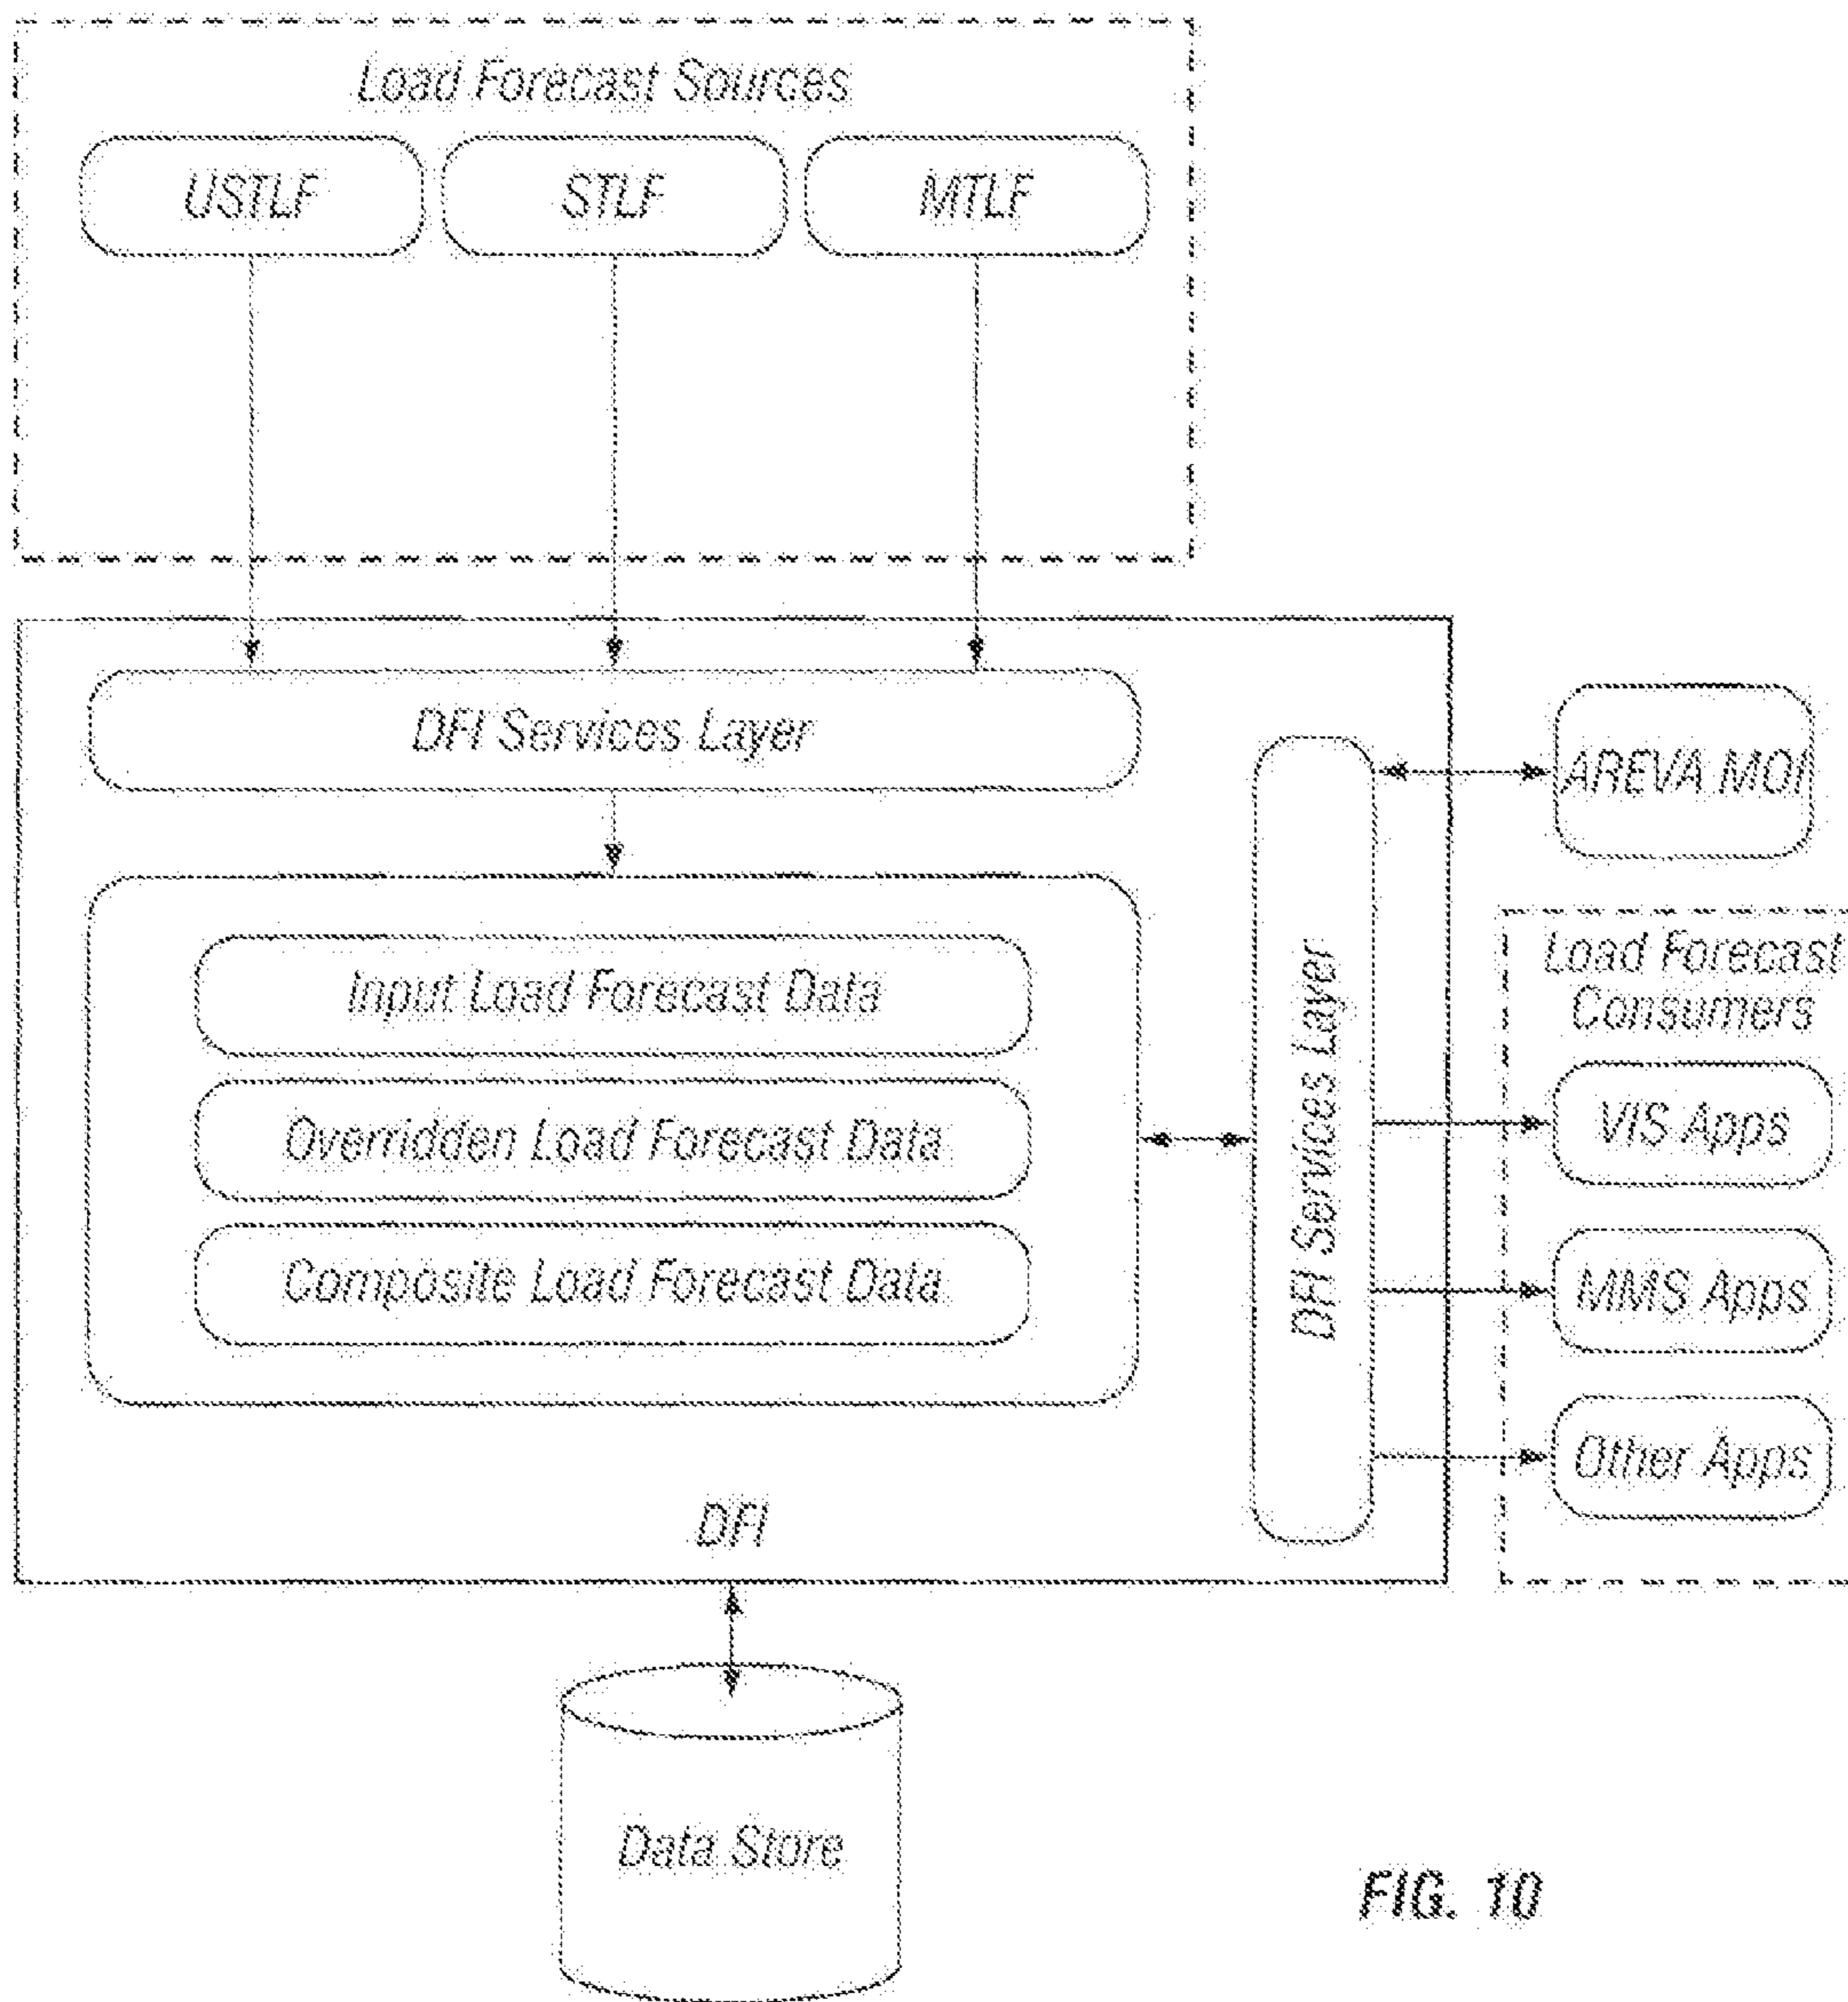 Load Forecast Sources
USTLF
STLF
MTLF
DFI Services Layer
Input Load Forecast Data
Overridden Load Forecast Data
Composite Load Forecast Data
DFI
DFI Services Layer
AREVA MOI
Load Forecast
Consumers
VIS Apps
MMS Apps
Other Apps
Data Store
FIG. 10